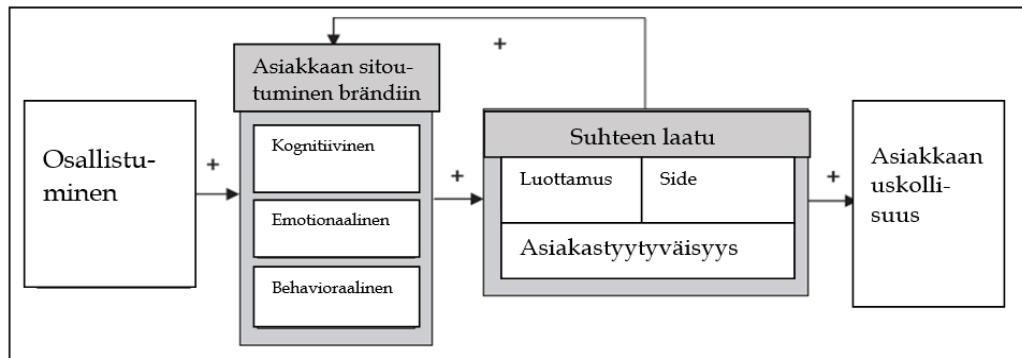 +
Asiakkaan sitou-
tuminen brändiin
Osallistu-
minen
+
Kognitiivinen
Emotionaalinen
Behavioraalinen
+
Suhteen laatu
Luottamus
Side
Asiakastyytyväisyys
+
Asiakkaan
uskolli-
suus